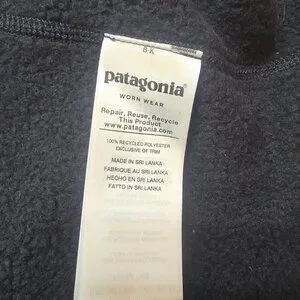 8-K
patagonia®
WORN WEAR
Repair, Reuse, Recycle
This Product
www.patagonia.com
100% RECYCLED POLYESTER
EXCLUSIVE OF TRIM
MADE IN SRI LANKA
FABRIQUÉ AU SRI LANKA
HECHO EN SRI LANKA
FATTO IN SRI LANKA